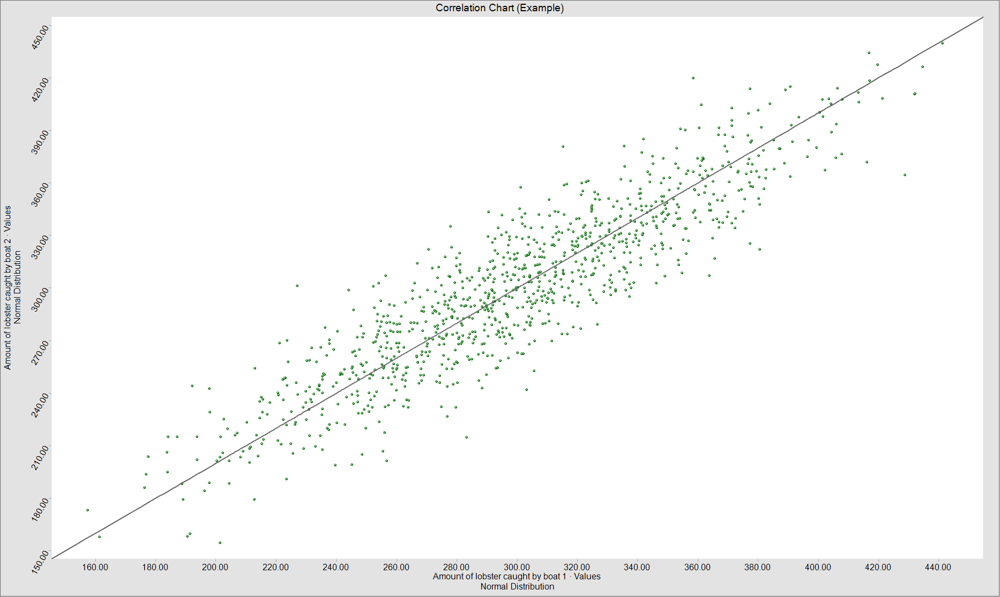 Correlation Chart (Example)
Amount of lobster caught by boat 2 · Values
Normal Distribution
450.00
420.00
390.00
360.00
330.00
300.00
270.00
240.00
210.00
180.00
150.00
160.00 180.00 200.00 220.00 240.00 260.00 280.00 300.00 320.00 340.00 360.00 380.00 400.00 420.00 440.00
Amount of lobster caught by boat 1 · Values
Normal Distribution